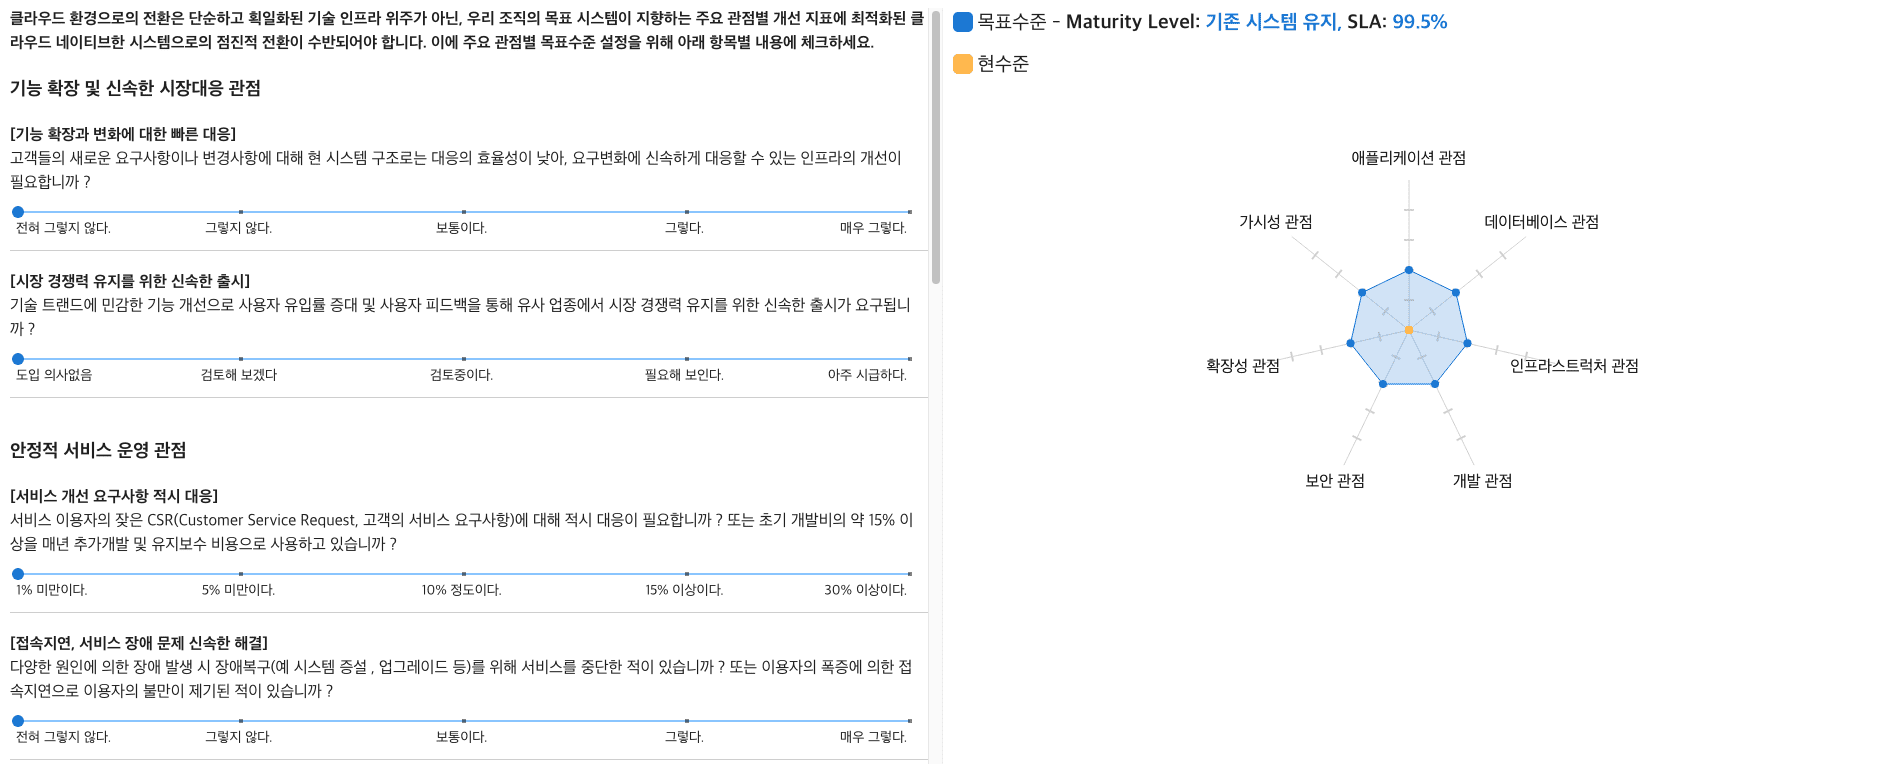 클라우드 환경으로의 전환은 단순하고 획일화된 기술 인프라 위주가 아닌, 우리 조직의 목표 시스템이 지향하는 주요 관점별 개선 지표에 최적화된 클
라우드 네이티브한 시스템으로의 점진적 전환이 수반되어야 합니다. 이에 주요 관점별 목표수준 설정을 위해 아래 항목별 내용에 체크하세요.
기능 확장 및 신속한 시장대응 관점
[기능 확장과 변화에 대한 빠른 대응]
고객들의 새로운 요구사항이나 변경사항에 대해 현 시스템 구조로는 대응의 효율성이 낮아, 요구변화에 신속하게 대응할 수 있는 인프라의 개선이
필요합니까 ?
전혀 그렇지 않다. 그렇지 않다. 보통이다. 그렇다. 매우 그렇다.
[시장 경쟁력 유지를 위한 신속한 출시]
기술 트랜드에 민감한 기능 개선으로 사용자 유입률 증대 및 사용자 피드백을 통해 유사 업종에서 시장 경쟁력 유지를 위한 신속한 출시가 요구됩니
까 ?
도입 의사없음 검토해 보겠다 검토중이다. 필요해 보인다. 아주 시급하다.
안정적 서비스 운영 관점
[서비스 개선 요구사항 적시 대응]
서비스 이용자의 잦은 CSR(Customer Service Request, 고객의 서비스 요구사항)에 대해 적시 대응이 필요합니까 ? 또는 초기 개발비의 약 15% 이
상을 매년 추가개발 및 유지보수 비용으로 사용하고 있습니까 ?
1% 미만이다. 5% 미만이다. 10% 정도이다. 15% 이상이다. 30% 이상이다.
[접속지연, 서비스 장애 문제 신속한 해결]
다양한 원인에 의한 장애 발생 시 장애복구(예 시스템 증설 , 업그레이드 등)를 위해 서비스를 중단한 적이 있습니까 ? 또는 이용자의 폭증에 의한 접
속지연으로 이용자의 불만이 제기된 적이 있습니까 ?
전혀 그렇지 않다. 그렇지 않다. 보통이다. 그렇다. 매우 그렇다.
목표수준 - Maturity Level: 기존 시스템 유지, SLA: 99.5%
현수준
애플리케이션 관점
가시성 관점
데이터베이스 관점
확장성 관점
인프라스트럭처 관점
보안 관점
개발 관점